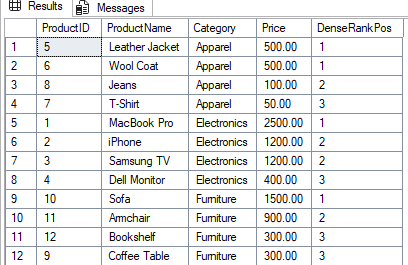 Results Messages
ProductID ProductName Category Price DenseRankPos
1 5 Leather Jacket Apparel 500.00 1
2 6 Wool Coat Apparel 500.00 1
3 8 Jeans Apparel 100.00 2
4 7 T-Shirt Apparel 50.00 3
5 1 MacBook Pro Electronics 2500.00 1
6 2 iPhone Electronics 1200.00 2
7 3 Samsung TV Electronics 1200.00 2
8 4 Dell Monitor Electronics 400.00 3
9 10 Sofa Furniture 1500.00 1
10 11 Armchair Furniture 900.00 2
11 12 Bookshelf Furniture 300.00 3
12 9 Coffee Table Furniture 300.00 3